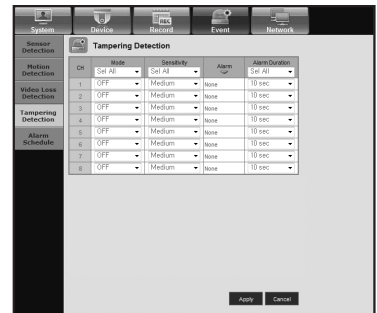 System Device Record Event Network
Sensor Detection
Motion Detection
Video Loss Detection
Tampering Detection
Alarm Schedule
Tampering Detection
CH Mode Sensitivity Alarm Alarm Duration
Sel All Sel All Sel All
1 OFF Medium None 10 sec
2 OFF Medium None 10 sec
3 OFF Medium None 10 sec
4 OFF Medium None 10 sec
5 OFF Medium None 10 sec
6 OFF Medium None 10 sec
7 OFF Medium None 10 sec
8 OFF Medium None 10 sec
Apply Cancel